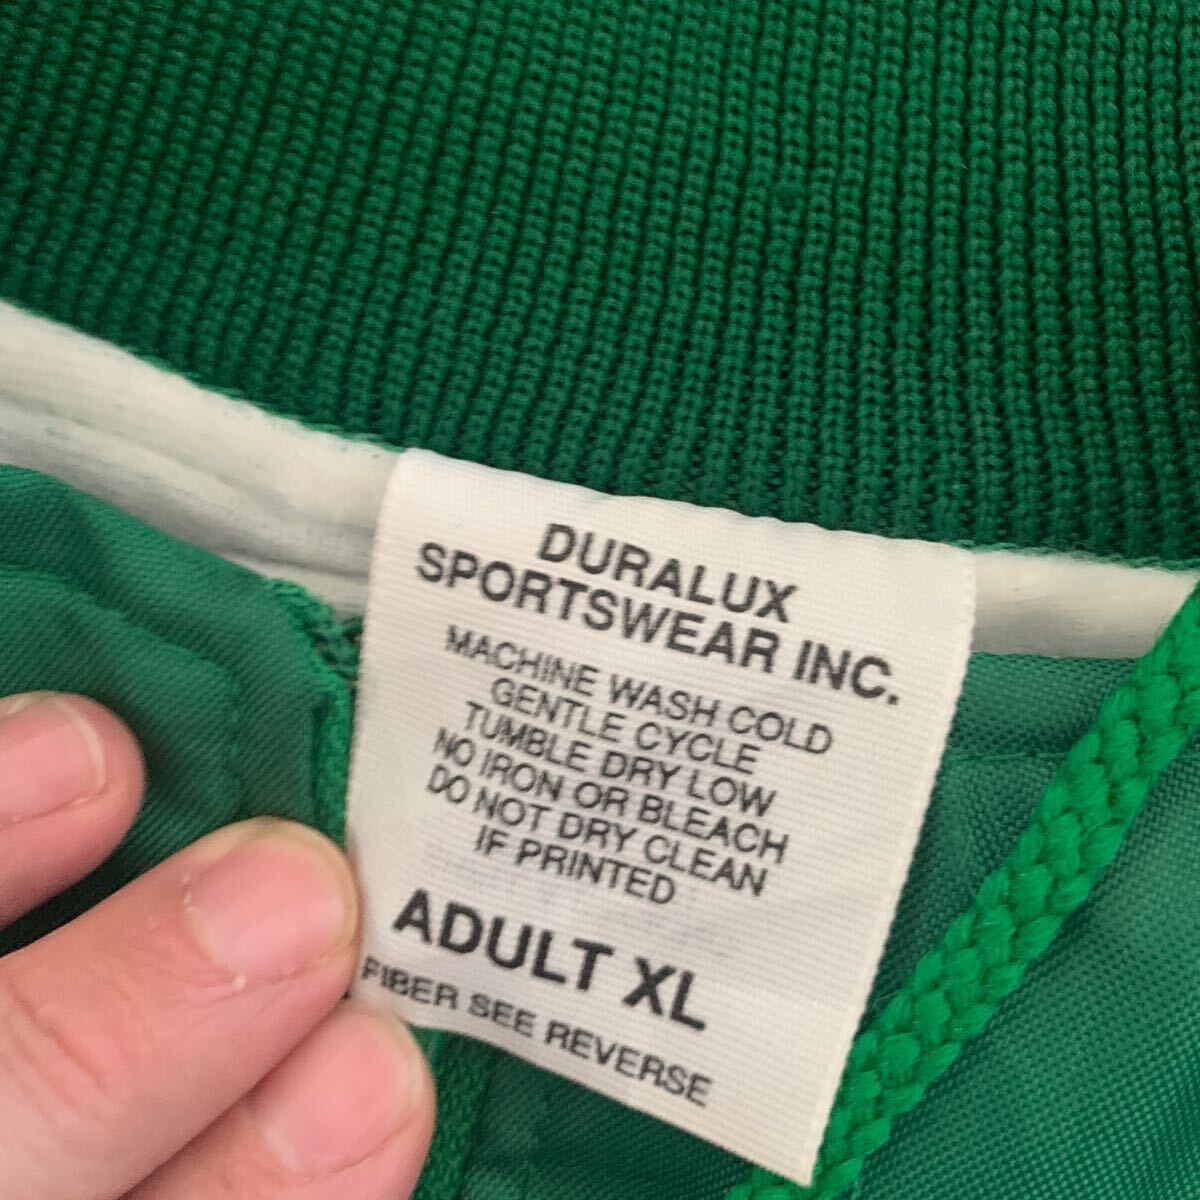 DURALUX
SPORTSWEAR INC.
MACHINE WASH COLD
GENTLE CYCLE
TUMBLE DRY LOW
NO IRON OR BLEACH
DO NOT DRY CLEAN
IF PRINTED
ADULT XL
FIBER SEE REVERSE